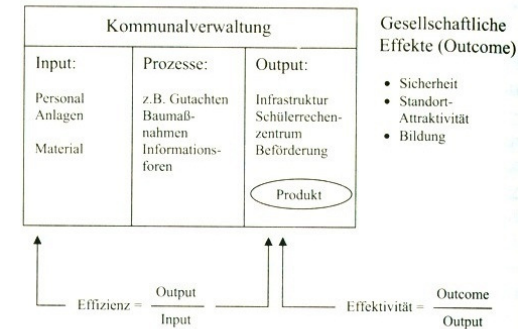 Kommunalverwaltung
Input:
Personal
Anlagen
Material
Prozesse:
z.B. Gutachten
Baumaß-
nahmen
Informations-
foren
Output:
Infrastruktur
Schülerrechen-
zentrum
Beförderung
Produkt
Gesellschaftliche
Effekte (Outcome)
• Sicherheit
• Standort-
Attraktivität
• Bildung
Effizienz = Output
Input
Effektivität = Outcome
Output